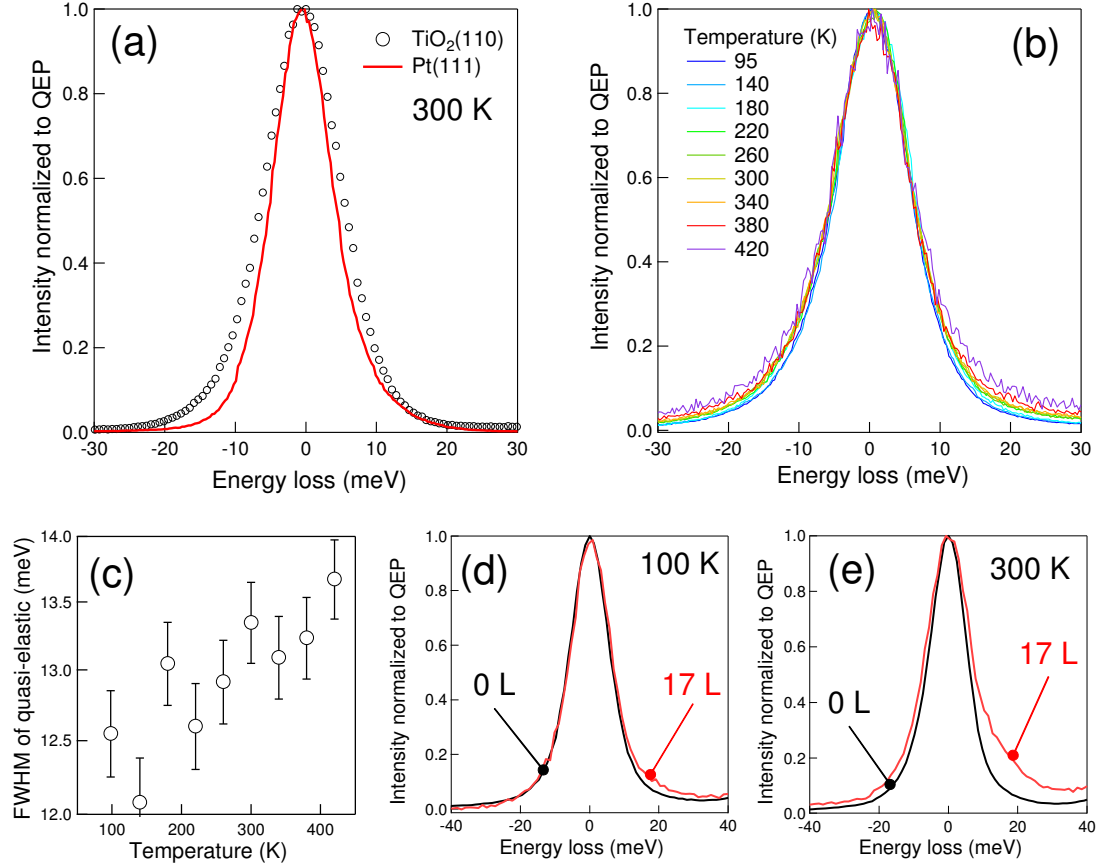 (a)
TiO2(110)
Pt(111)
300 K
Intensity normalized to QEP
1.0
0.8
0.6
0.4
0.2
0.0
-30 -20 -10 0 10 20 30
Energy loss (meV)
(b)
Temperature (K)
95
140
180
220
260
300
340
380
420
Intensity normalized to QEP
1.0
0.8
0.6
0.4
0.2
0.0
-30 -20 -10 0 10 20 30
Energy loss (meV)
(c)
FWHM of quasi-elastic (meV)
14.0
13.5
13.0
12.5
12.0
100 200 300 400
Temperature (K)
(d)
100 K
0 L
17 L
Intensity normalized to QEP
1.0
0.8
0.6
0.4
0.2
0.0
-40 -20 0 20 40
Energy loss (meV)
(e)
300 K
0 L
17 L
Intensity normalized to QEP
1.0
0.8
0.6
0.4
0.2
0.0
-40 -20 0 20 40
Energy loss (meV)